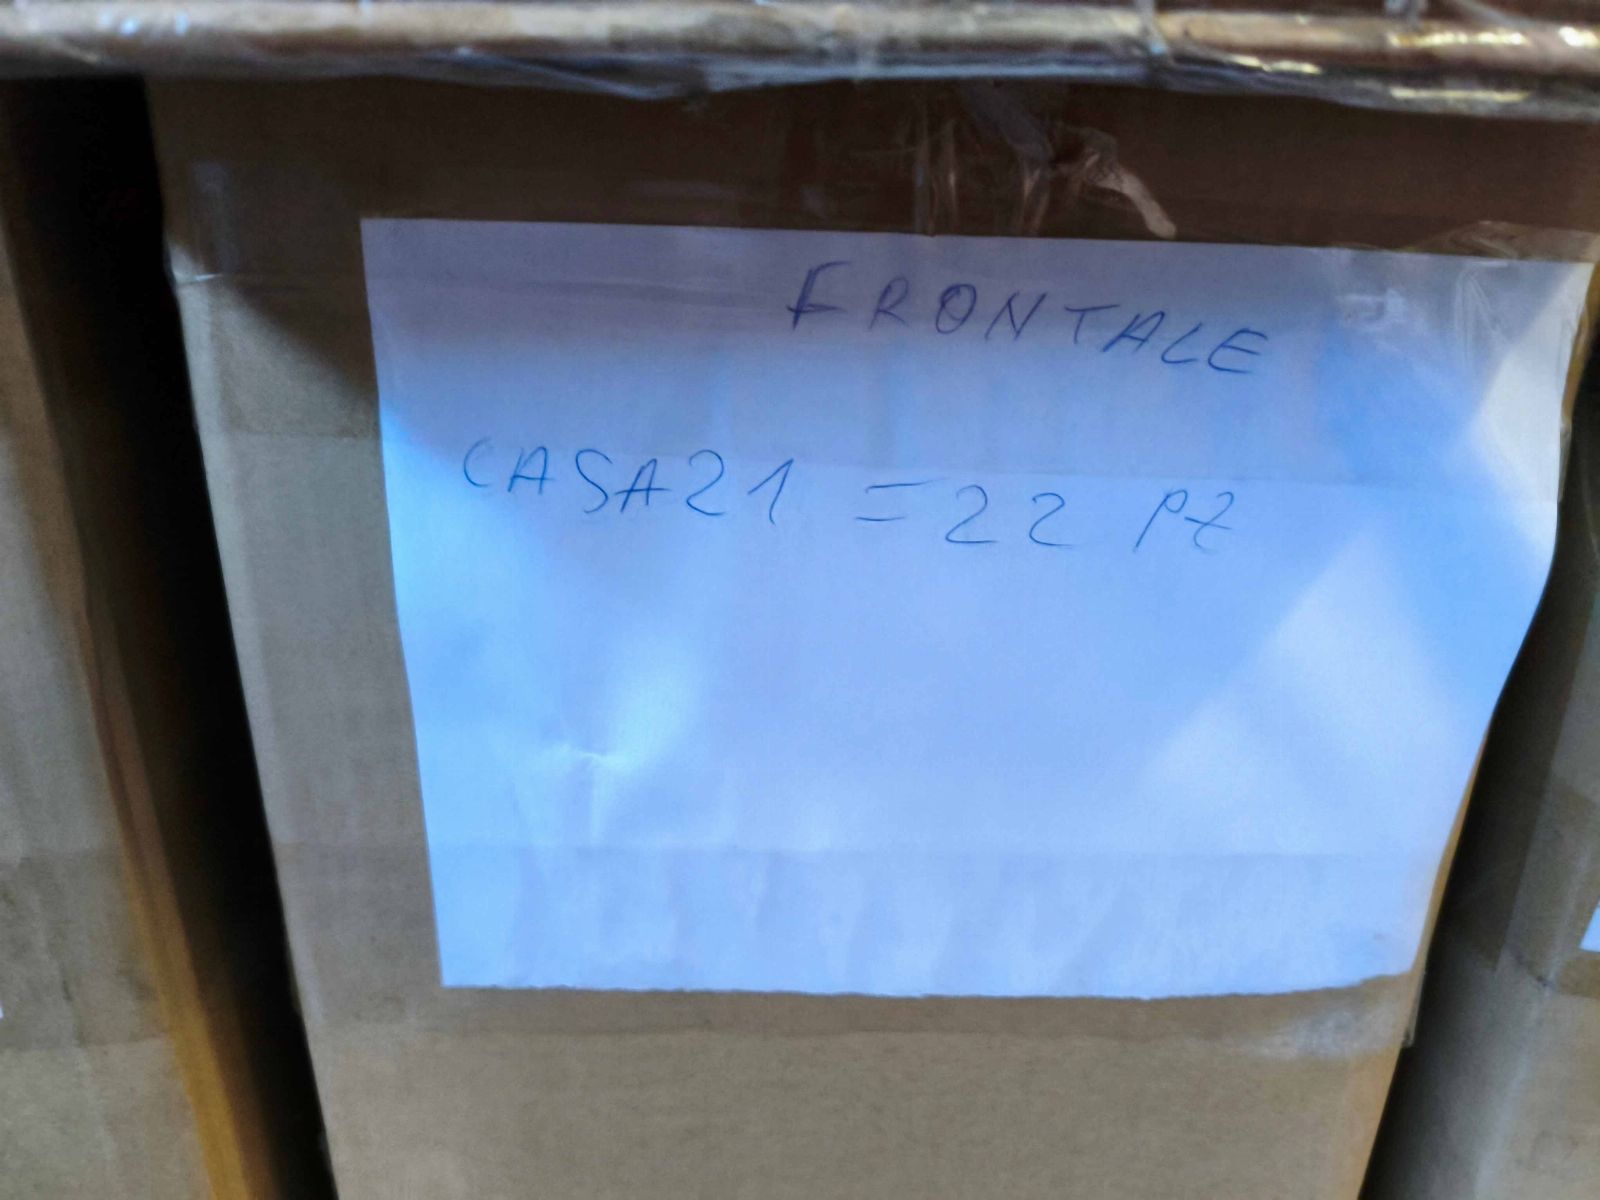 FRONTALE
CASA21 = 22 PZ